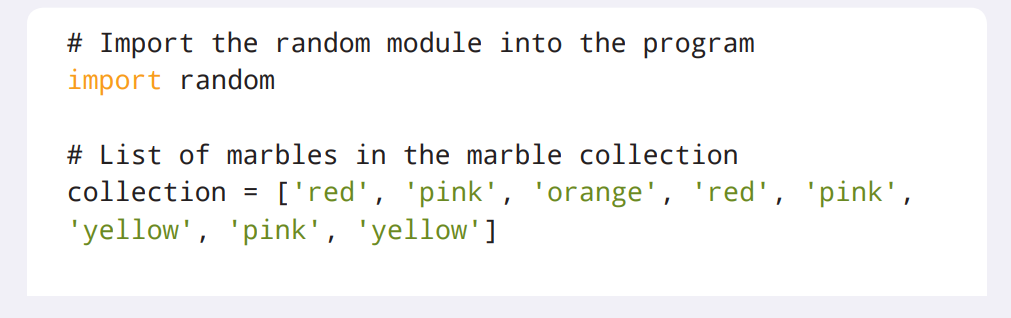 # Import the random module into the program
import random
# List of marbles in the marble collection
collection = ['red', 'pink', 'orange', 'red', 'pink',
'yellow', 'pink', 'yellow']